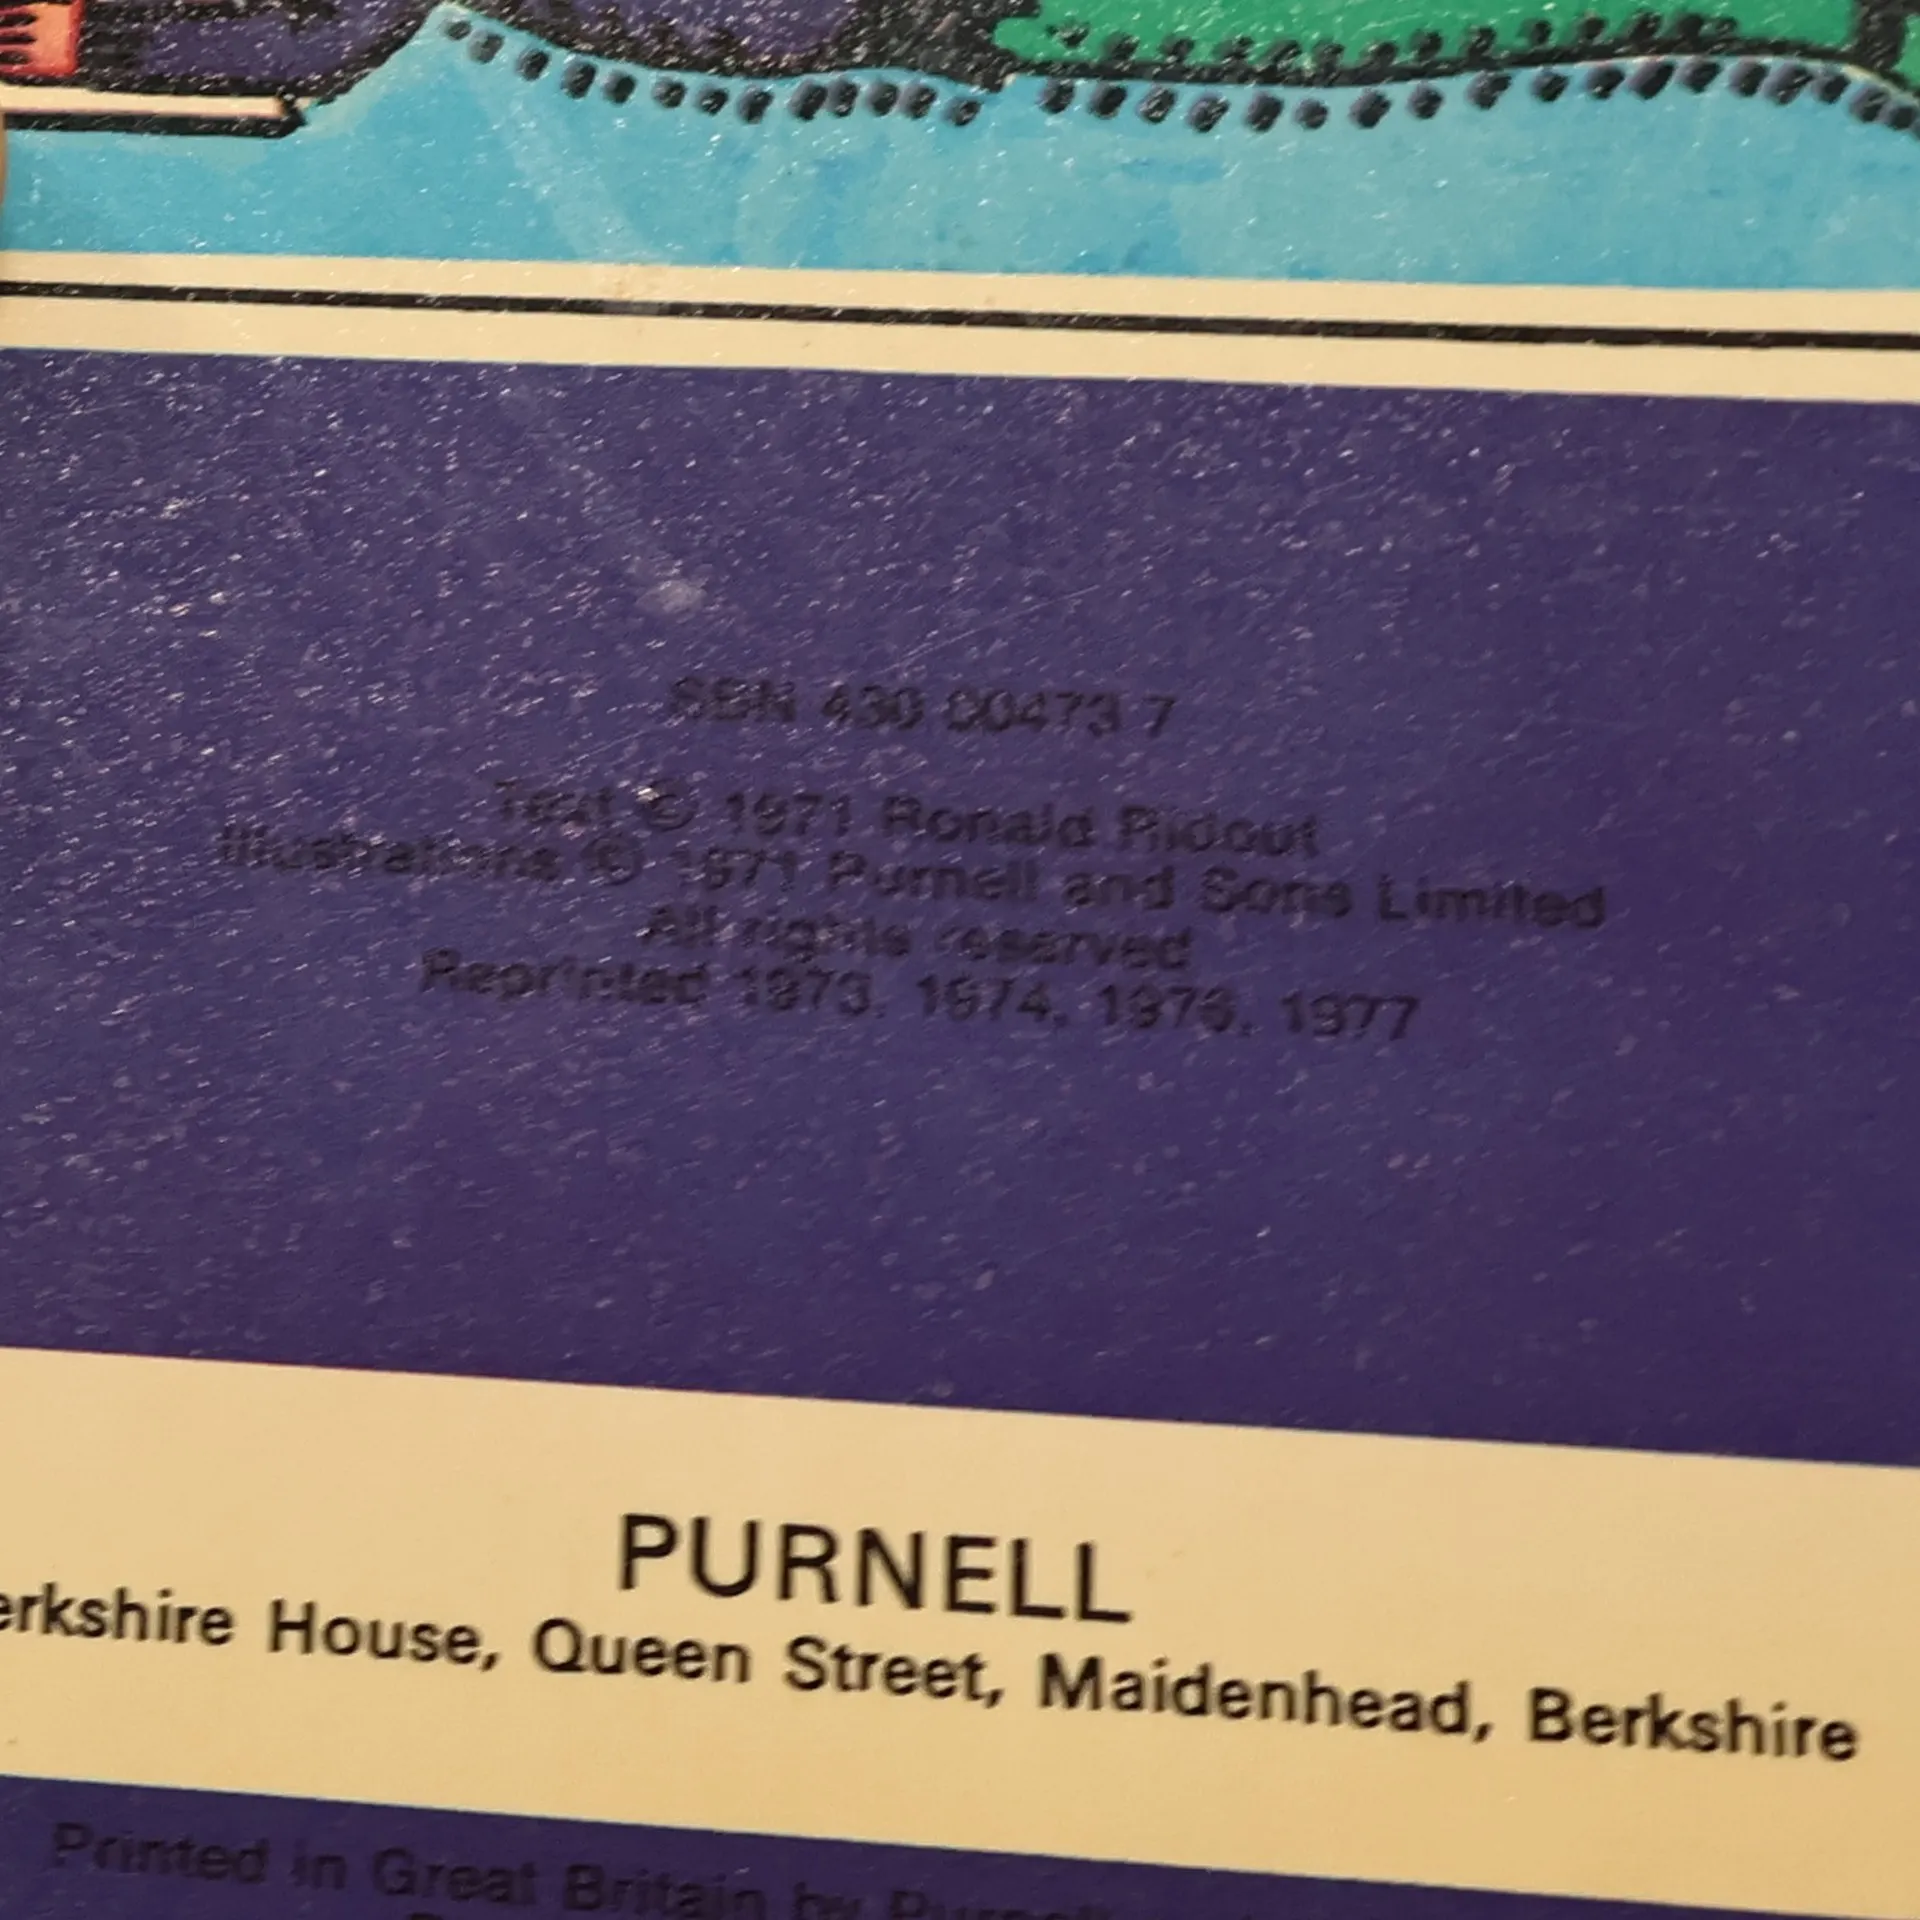 SBN 430 00473 7
Text © 1971 Ronald Ridout
Illustrations © 1971 Purnell and Sons Limited
All rights reserved
Reprinted 1973, 1974, 1976, 1977
PURNELL
erkshire House, Queen Street, Maidenhead, Berkshire
Printed in Great Britain by Purnell